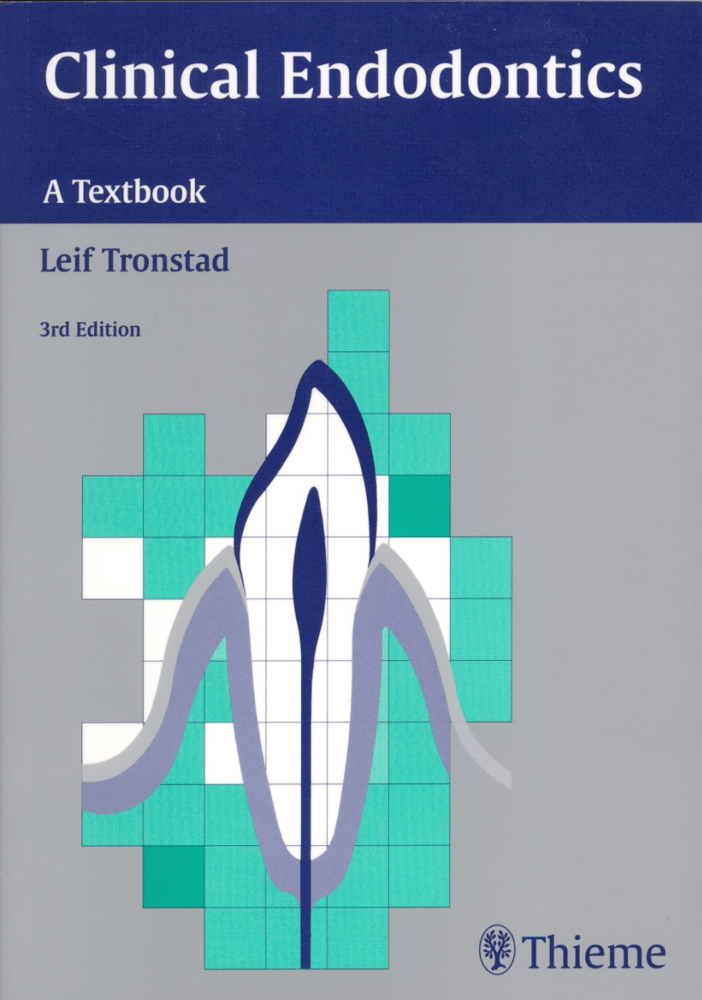 Clinical Endodontics
A Textbook
Leif Tronstad
3rd Edition
Thieme